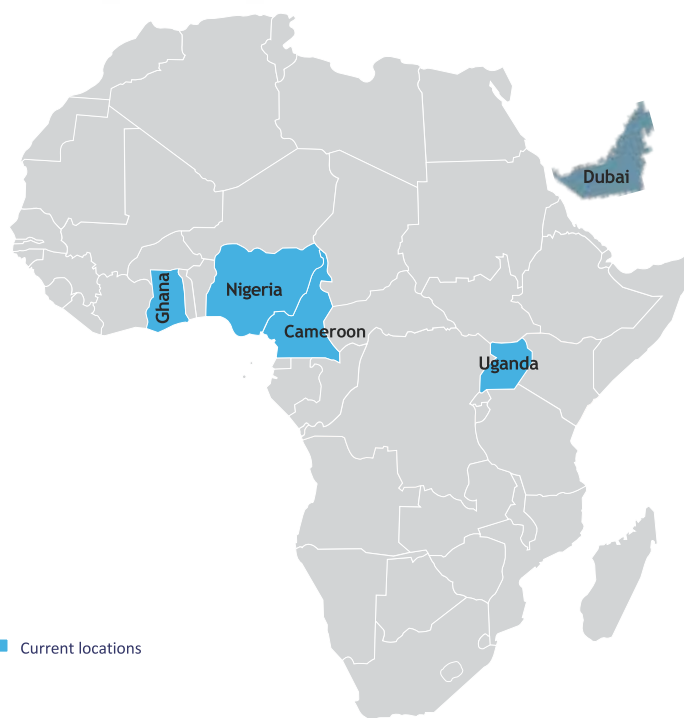 Dubai
Ghana
Nigeria
Cameroon
Uganda
Current locations